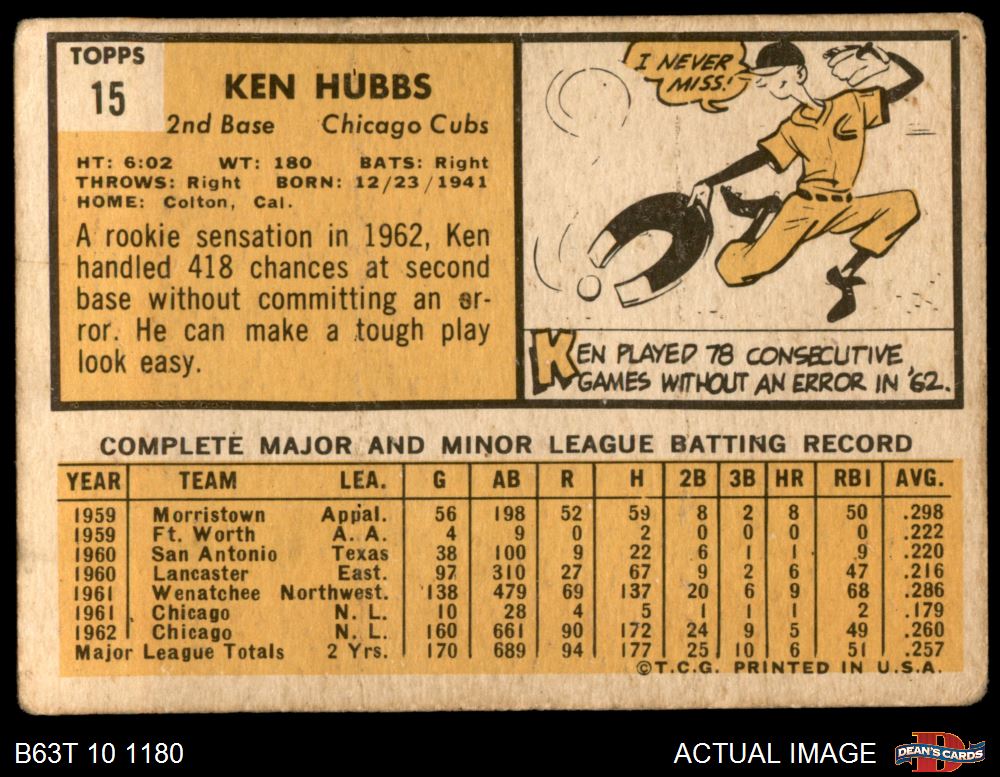 TOPPS
15
KEN HUBBS
2nd Base Chicago Cubs
HT: 6:02 WT: 180 BATS: Right
THROWS: Right BORN: 12/23/1941
HOME: Colton, Cal.
A rookie sensation in 1962, Ken
handled 418 chances at second
base without committing an er-
ror. He can make a tough play
look easy.
I NEVER
MISS!
C
KEN PLAYED 78 CONSECUTIVE
GAMES WITHOUT AN ERROR IN '62.
COMPLETE MAJOR AND MINOR LEAGUE BATTING RECORD
YEAR TEAM LEA. G AB R H 2B 3B HR RBI AVG.
1959 Morristown Appal. 56 198 52 59 8 2 8 50 .298
1959 Ft. Worth A. A. 4 9 0 2 0 0 0 0 .222
1960 San Antonio Texas 38 100 9 22 6 1 1 9 .220
1960 Lancaster East. 97 310 27 67 9 2 6 47 .216
1961 Wenatchee Northwest. 138 479 69 137 20 6 9 68 .286
1961 Chicago N. L. 10 28 4 5 1 1 1 2 .179
1962 Chicago N. L. 160 661 90 172 24 9 5 49 .260
Major League Totals 2 Yrs. 170 689 94 177 25 10 6 51 .257
©T.C.G. PRINTED IN U.S.A.
B63T 10 1180 ACTUAL IMAGE DEAN'S CARDS